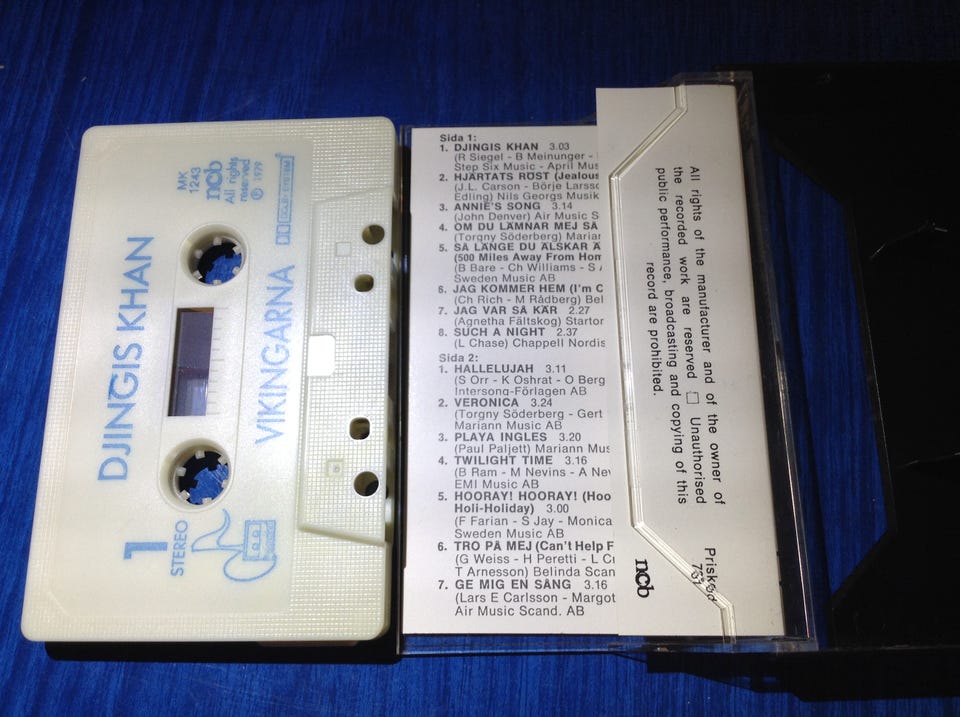 DJINGIS KHAN
VIKINGARNA
MK
1243
ncb
All rights
reserved
Ⓟ 1979
DOLBY SYSTEM
1
STEREO
Sida 1:
1. DJINGIS KHAN 3.03
(R Siegel - B Meinunger -
Step Six Music - April Mus
2. HJÄRTATS RÖST (Jealous
(J.L. Carson - Börje Larsso
Edling) Nils Georgs Musik
3. ANNIE'S SONG 3.14
(John Denver) Air Music S
4. OM DU LÄMNAR MEJ SÅ
(Torgny Söderberg) Marian
5. SÅ LÄNGE DU ÄLSKAR Ä
(500 Miles Away From Hom
(B Bare - Ch Williams - S
Sweden Music AB
6. JAG KOMMER HEM (I'm C
(Ch Rich - M Rådberg) Bel
7. JAG VAR SÅ KÄR 2.27
(Agnetha Fältskog) Starton
8. SUCH A NIGHT 2.37
(L Chase) Chappell Nordis
Sida 2:
1. HALLELUJAH 3.11
(S Orr - K Oshrat - O Berg
Intersong-Förlagen AB
2. VERONICA 3.24
(Torgny Söderberg - Gert
Mariann Music AB
3. PLAYA INGLES 3.20
(Paul Paljett) Mariann Mus
4. TWILIGHT TIME 3.16
(B Ram - M Nevins - A Nev
EMI Music AB
5. HOORAY! HOORAY! (Hoo
Holi-Holiday) 3.00
(F Farian - S Jay - Monica
Sweden Music AB
6. TRO PÅ MEJ (Can't Help F
(G Weiss - H Peretti - L Cr
T Arnesson) Belinda Scan
7. GE MIG EN SÅNG 3.16
(Lars E Carlsson - Margot
Air Music Scand. AB
All rights of the manufacturer and of the owner of
the recorded work are reserved □ Unauthorised
public performance, broadcasting and copying of this
record are prohibited.
Priskod
ncb